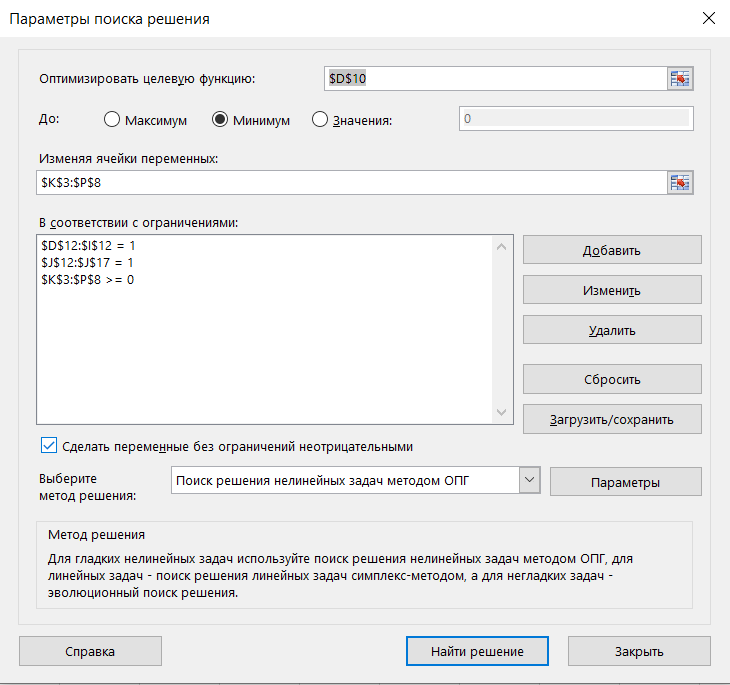 Параметры поиска решения
Оптимизировать целевую функцию:
$D$10
До:
Максимум
Минимум
Значения:
0
Изменяя ячейки переменных:
$K$3:$P$8
В соответствии с ограничениями:
$D$12:$I$12 = 1
$J$12:$J$17 = 1
$K$3:$P$8 >= 0
Добавить
Изменить
Удалить
Сбросить
Загрузить/сохранить
Сделать переменные без ограничений неотрицательными
Выберите
метод решения:
Поиск решения нелинейных задач методом ОПГ
Параметры
Метод решения
Для гладких нелинейных задач используйте поиск решения нелинейных задач методом ОПГ, для
линейных задач - поиск решения линейных задач симплекс-методом, а для негладких задач -
эволюционный поиск решения.
Справка
Найти решение
Закрыть